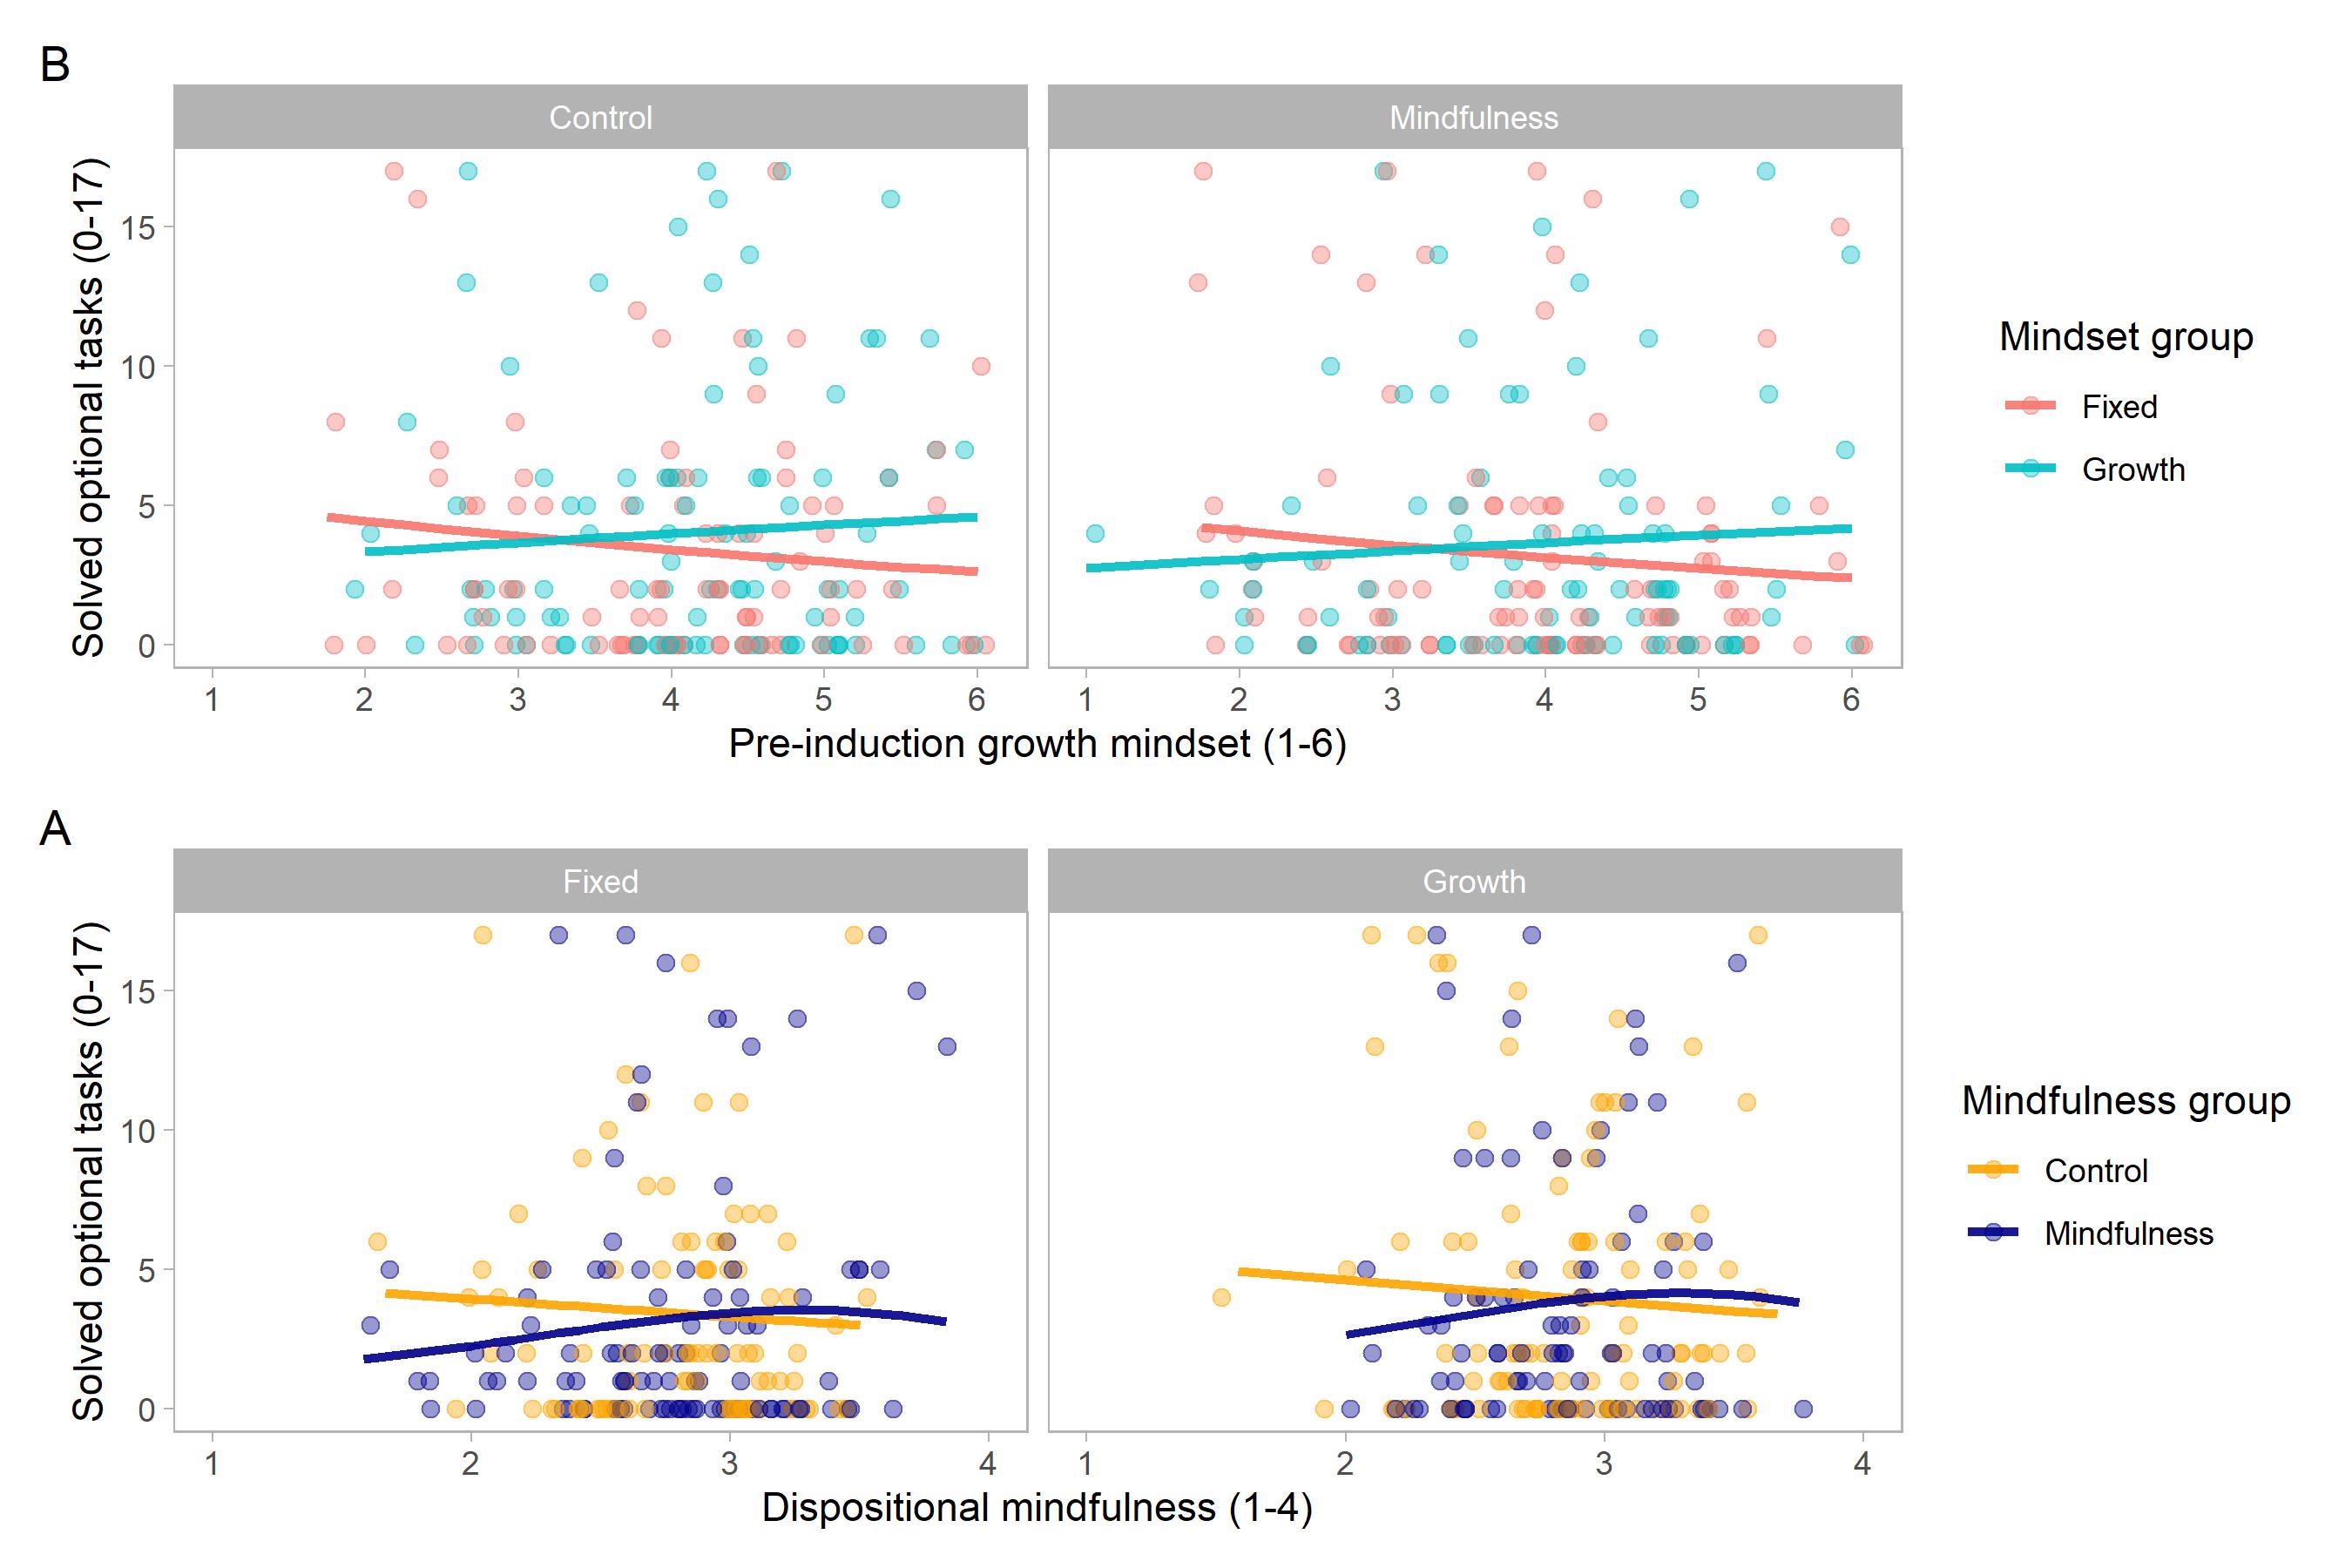 B
Control
Mindfulness
Solved optional tasks (0-17)
15
10
5
0
1 2 3 4 5 6
1 2 3 4 5 6
Pre-induction growth mindset (1-6)
Mindset group
Fixed
Growth
A
Fixed
Growth
Solved optional tasks (0-17)
15
10
5
0
1 2 3 4
1 2 3 4
Dispositional mindfulness (1-4)
Mindfulness group
Control
Mindfulness